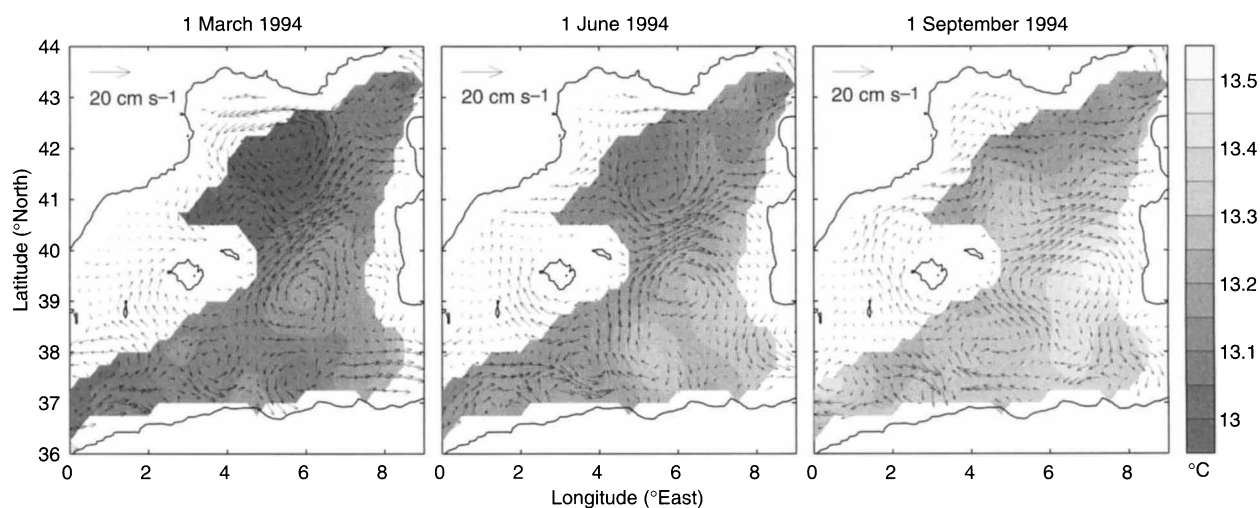 1 March 1994
1 June 1994
1 September 1994
44
43
42
41
40
39
38
37
36
Latitude (°North)
20 cm s–1
20 cm s–1
20 cm s–1
13.5
13.4
13.3
13.2
13.1
13
°C
0 2 4 6 8
0 2 4 6 8
0 2 4 6 8
Longitude (°East)